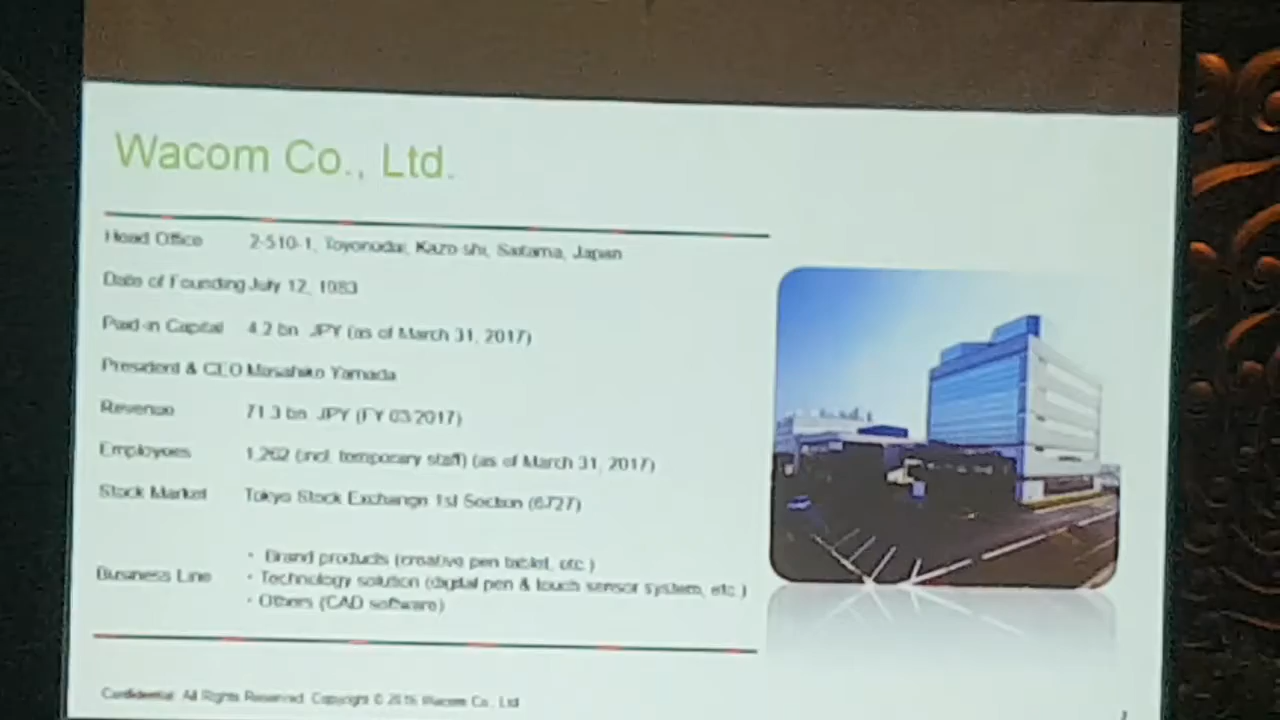 Wacom Co., Ltd.
Head Office 2-510-1, Toyonodai, Kazo-shi, Saitama, Japan
Date of Founding July 12, 1983
Paid-in Capital 4.2 bn JPY (as of March 31, 2017)
President & CEO Masahiko Yamada
Revenue 71.3 bn JPY (FY 03/2017)
Employees 1,262 (incl. temporary staff) (as of March 31, 2017)
Stock Market Tokyo Stock Exchange 1st Section (6727)
• Brand products (creative pen tablet, etc.)
Business Line • Technology solution (digital pen & touch sensor system, etc.)
• Others (CAD software)
Confidential. All Rights Reserved. Copyright © Wacom Co., Ltd